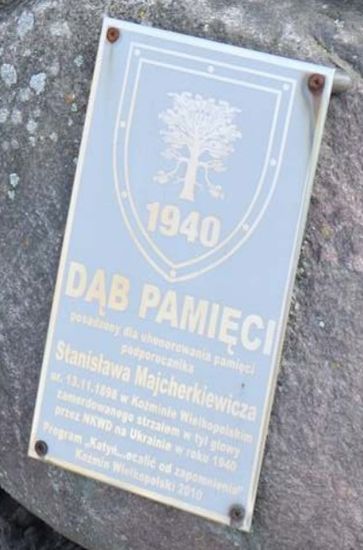 1940
DĄB PAMIĘCI
posadzony dla uhonorowania pamięci
podporucznika
Stanisława Majcherkiewicza
ur. 13.11.1898 w Koźminie Wielkopolskim
zamordowanego strzałem w tył głowy
przez NKWD na Ukrainie w roku 1940
Program „Katyń...ocalić od zapomnienia”
Koźmin Wielkopolski 2010